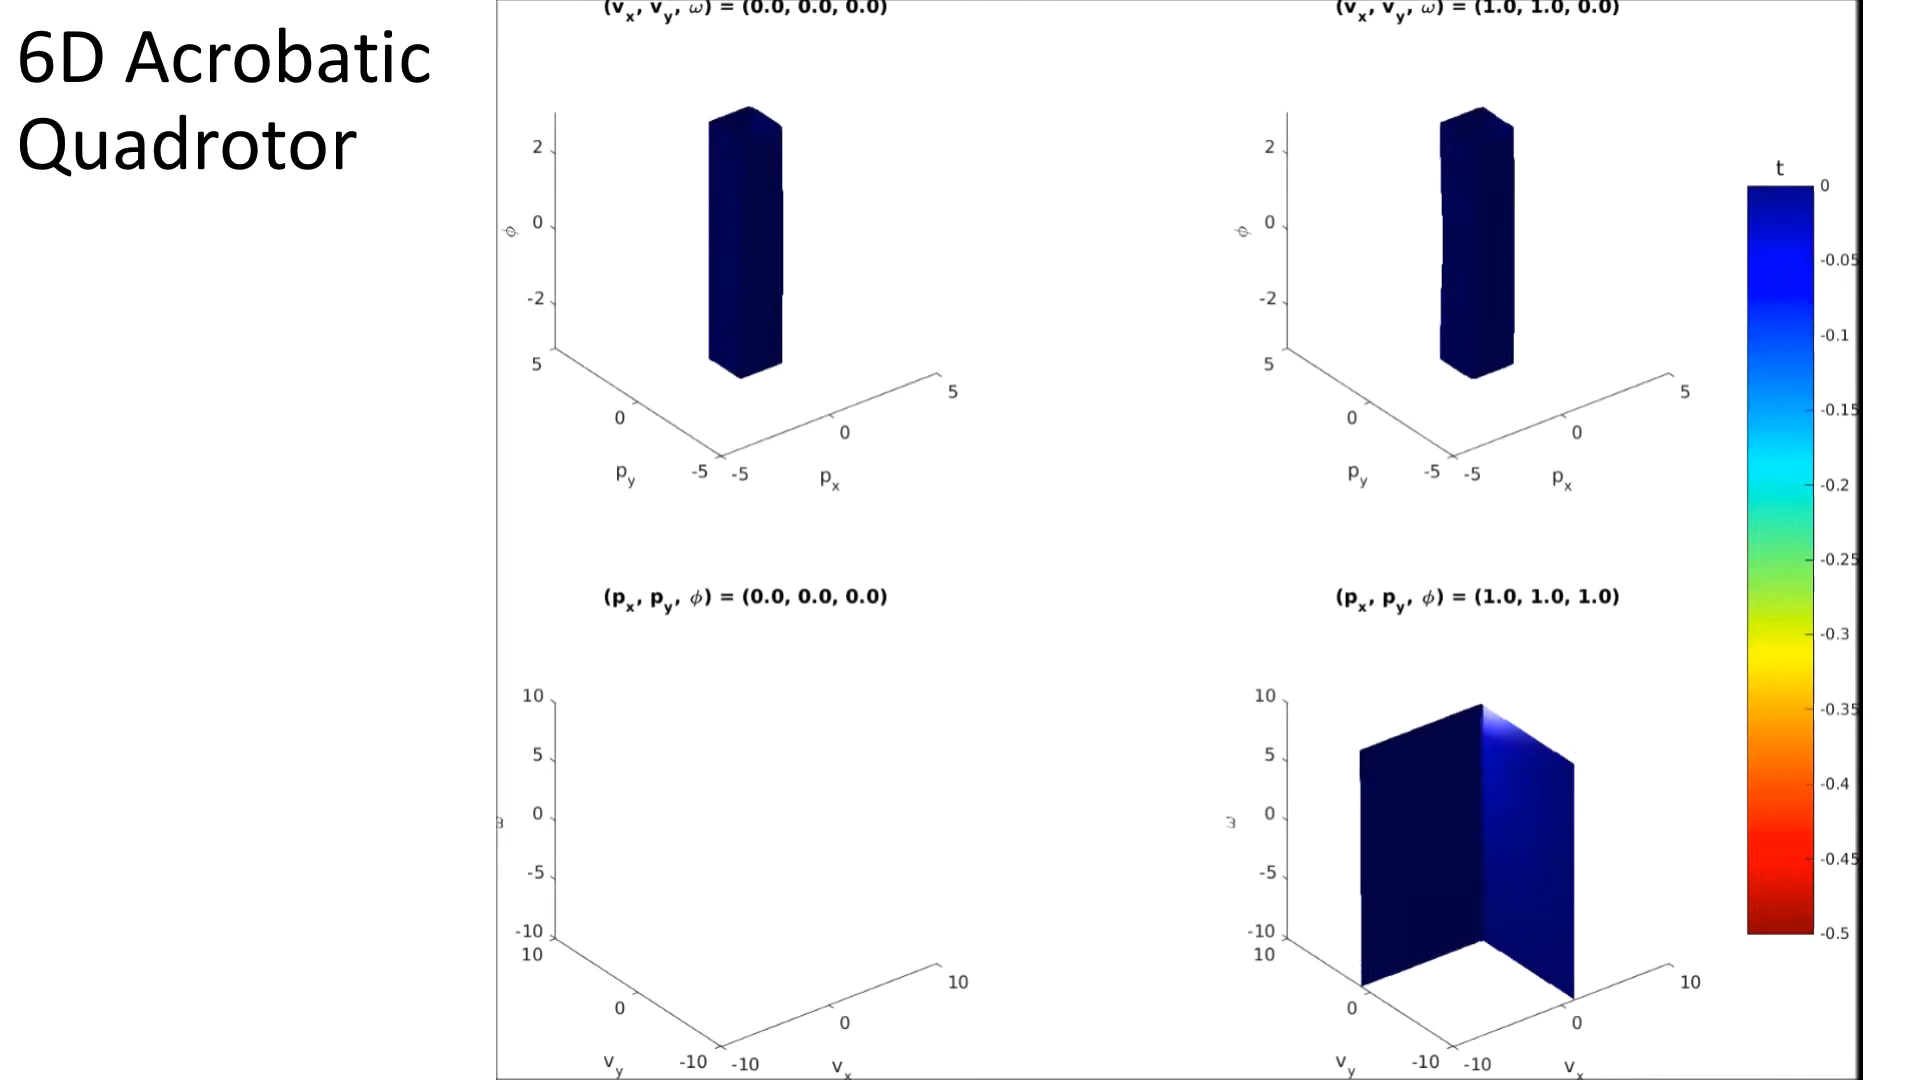 6D Acrobatic
Quadrotor
(vx, vy, ω) = (0.0, 0.0, 0.0)
2
0
-2
ϕ
5
0
-5
py
-5
0
5
px
(vx, vy, ω) = (1.0, 1.0, 0.0)
2
0
-2
ϕ
5
0
-5
py
-5
0
5
px
t
0
-0.05
-0.1
-0.15
-0.2
-0.25
-0.3
-0.35
-0.4
-0.45
-0.5
(px, py, ϕ) = (0.0, 0.0, 0.0)
10
5
0
-5
-10
ω
10
0
-10
vy
-10
0
10
vx
(px, py, ϕ) = (1.0, 1.0, 1.0)
10
5
0
-5
-10
ω
10
0
-10
vy
-10
0
10
vx